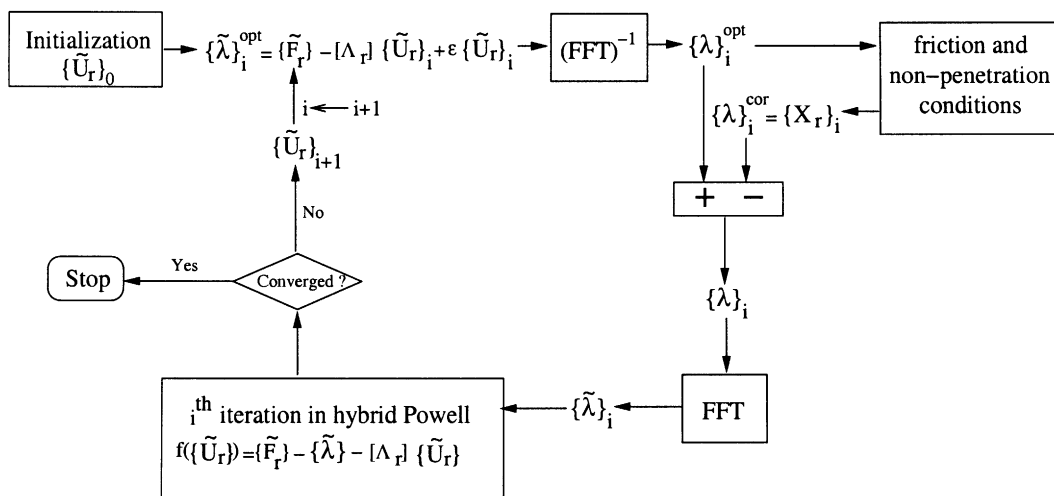 Initialization
{Ũr}0
{λ̃}i^opt = {F̃r} − [Λr] {Ũr}i + ε {Ũr}i
(FFT)⁻¹
{λ}i^opt
friction and
non−penetration
conditions
{λ}i^cor = {Xr}i
i ← i+1
{Ũr}i+1
+ −
No
Yes
Stop
Converged ?
{λ}i
FFT
{λ̃}i
i^th iteration in hybrid Powell
f({Ũr}) = {F̃r} − {λ̃} − [Λr] {Ũr}